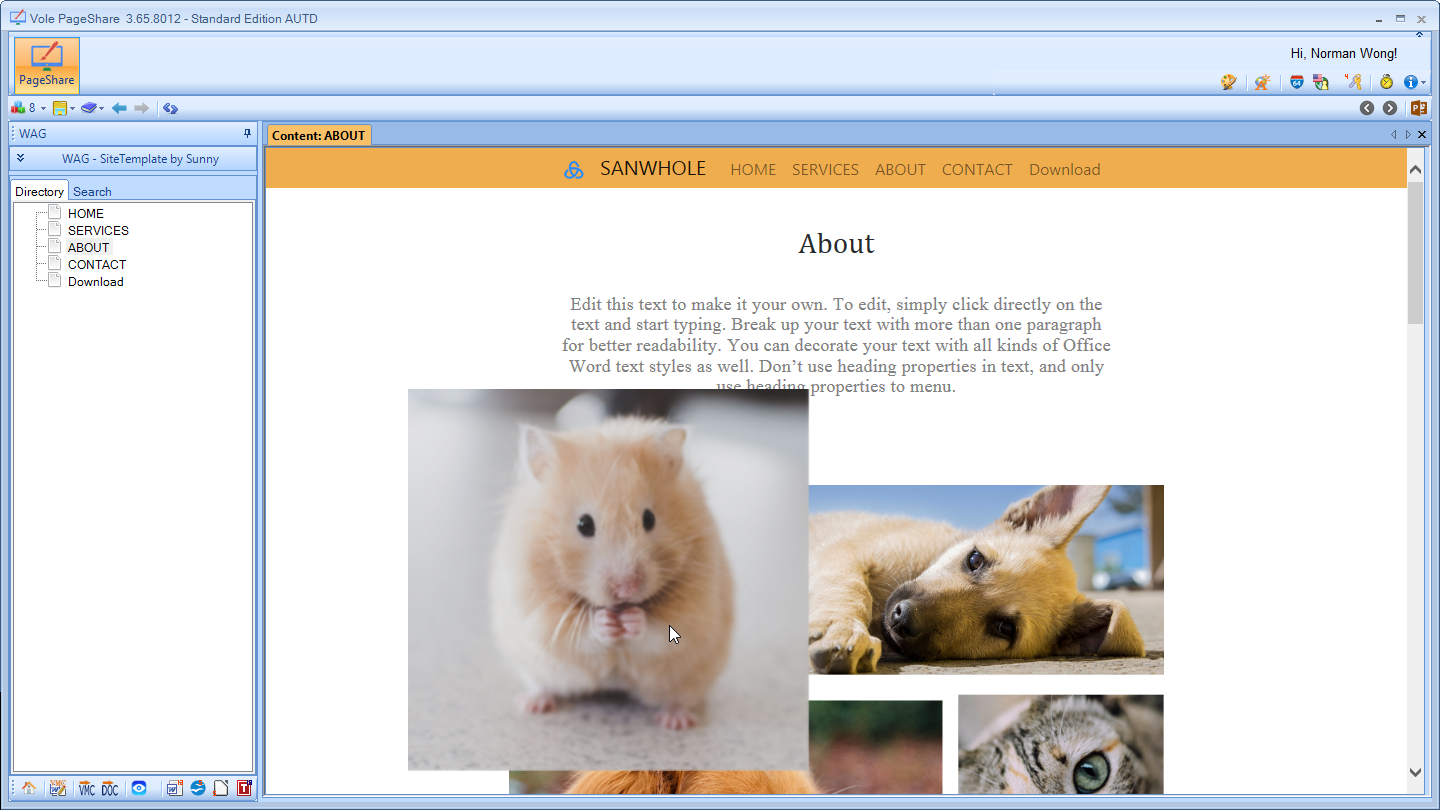 Vole PageShare 3.65.8012 - Standard Edition AUTD
Hi, Norman Wong!
PageShare
8
WAG
WAG - SiteTemplate by Sunny
Directory Search
HOME
SERVICES
ABOUT
CONTACT
Download
Content: ABOUT
SANWHOLE HOME SERVICES ABOUT CONTACT Download
About
Edit this text to make it your own. To edit, simply click directly on the
text and start typing. Break up your text with more than one paragraph
for better readability. You can decorate your text with all kinds of Office
Word text styles as well. Don’t use heading properties in text, and only
use heading properties to menu.
VMC DOC